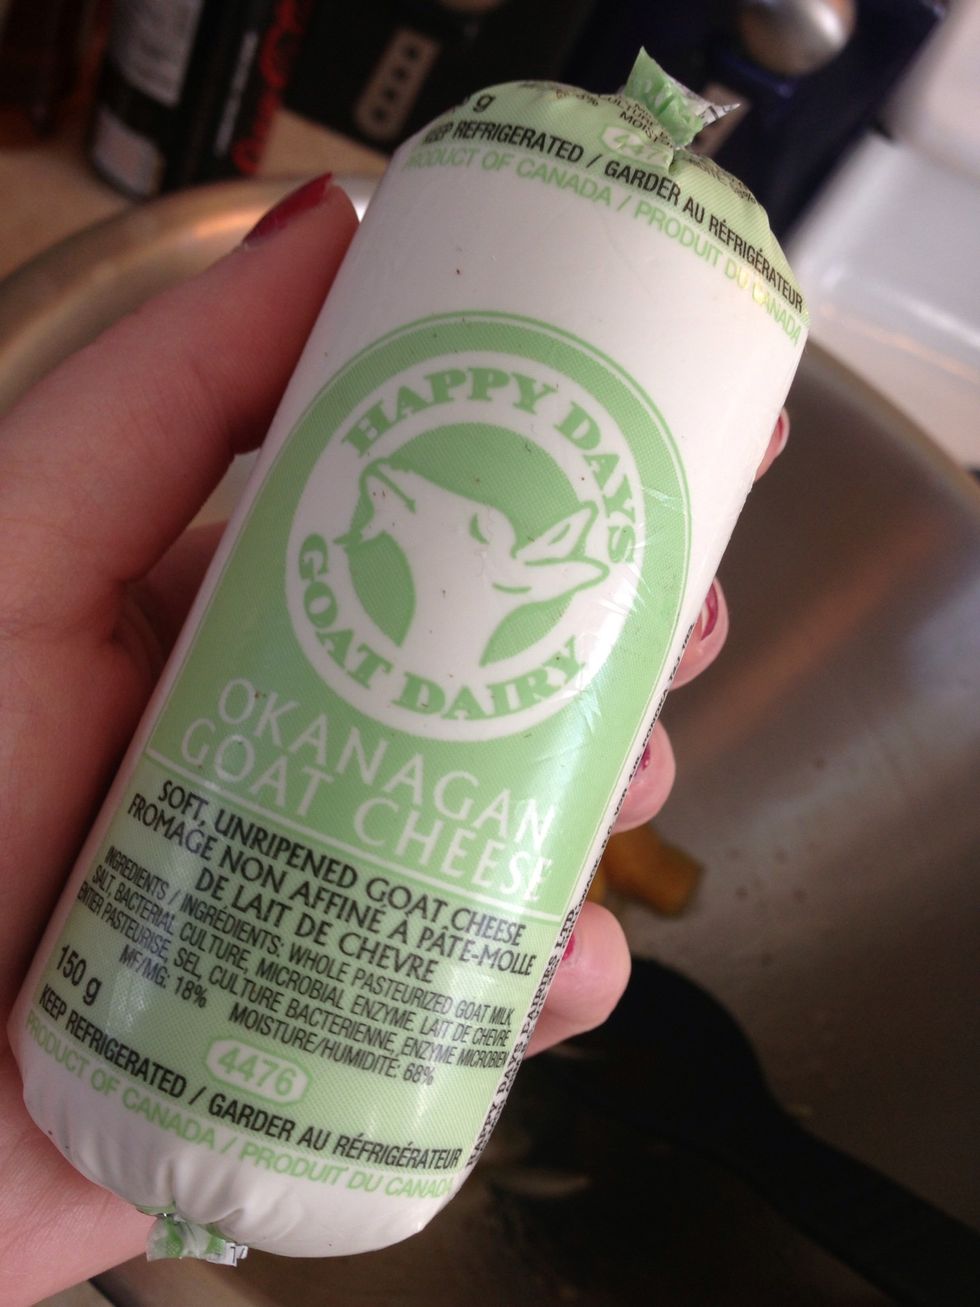 g
KEEP REFRIGERATED / GARDER AU RÉFRIGÉRATEUR
PRODUCT OF CANADA / PRODUIT DU CANADA
HAPPY DAYS
GOAT DAIRY
OKANAGAN
GOAT CHEESE
SOFT, UNRIPENED GOAT CHEESE
FROMAGE NON AFFINÉ À PÂTE-MOLLE
DE LAIT DE CHEVRE
INGREDIENTS / INGRÉDIENTS: WHOLE PASTEURIZED GOAT MILK,
SALT, BACTERIAL CULTURE, MICROBIAL ENZYME, LAIT DE CHEVRE
ENTIER PASTEURISE, SEL, CULTURE BACTERIENNE, ENZYME MICROBIEN
MF/MG: 18% MOISTURE/HUMIDITÉ: 68%
150 g
4476
KEEP REFRIGERATED / GARDER AU RÉFRIGÉRATEUR
PRODUCT OF CANADA / PRODUIT DU CANADA